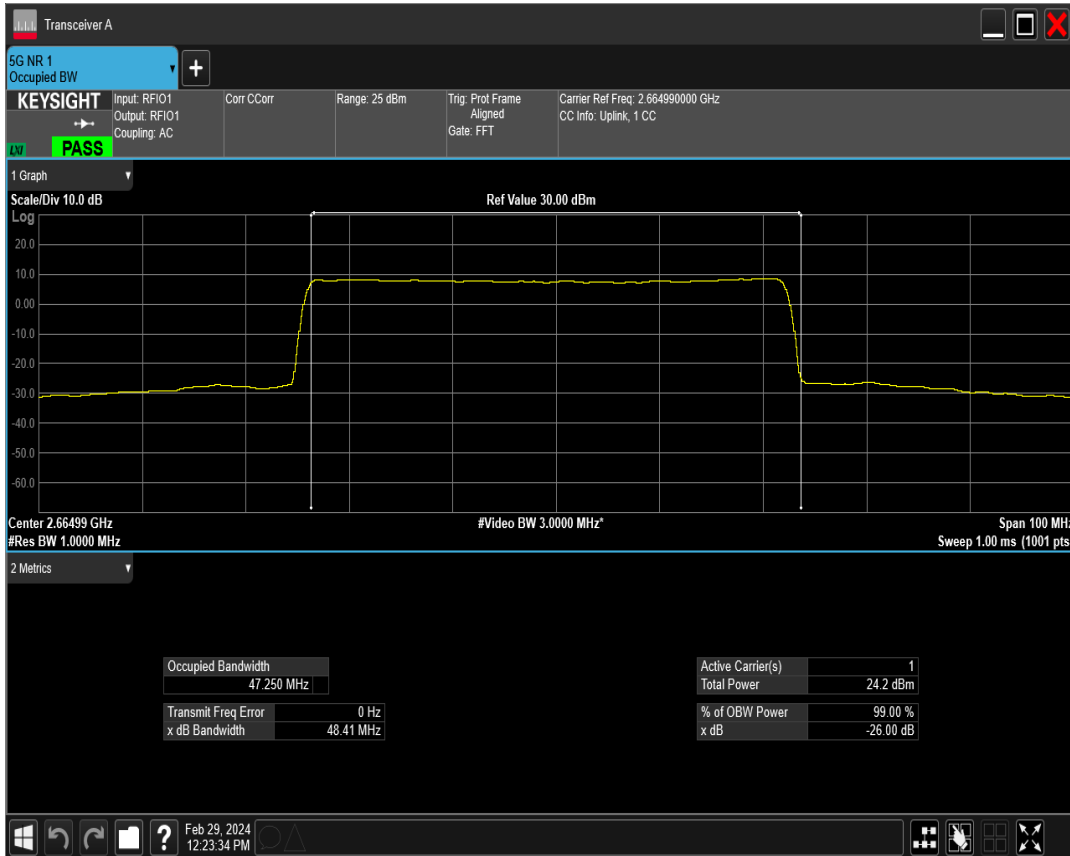 Transceiver A
5G NR 1
Occupied BW
KEYSIGHT
LXI
PASS
Input: RFIO1
Output: RFIO1
Coupling: AC
Corr CCorr
Range: 25 dBm
Trig: Prot Frame
Aligned
Gate: FFT
Carrier Ref Freq: 2.664990000 GHz
CC Info: Uplink, 1 CC
1 Graph
Scale/Div 10.0 dB
Ref Value 30.00 dBm
Log
20.0
10.0
0.00
-10.0
-20.0
-30.0
-40.0
-50.0
-60.0
Center 2.66499 GHz
#Video BW 3.0000 MHz*
Span 100 MHz
#Res BW 1.0000 MHz
Sweep 1.00 ms (1001 pts
2 Metrics
Occupied Bandwidth
47.250 MHz
Transmit Freq Error 0 Hz
x dB Bandwidth 48.41 MHz
Active Carrier(s) 1
Total Power 24.2 dBm
% of OBW Power 99.00 %
x dB -26.00 dB
?
Feb 29, 2024
12:23:34 PM